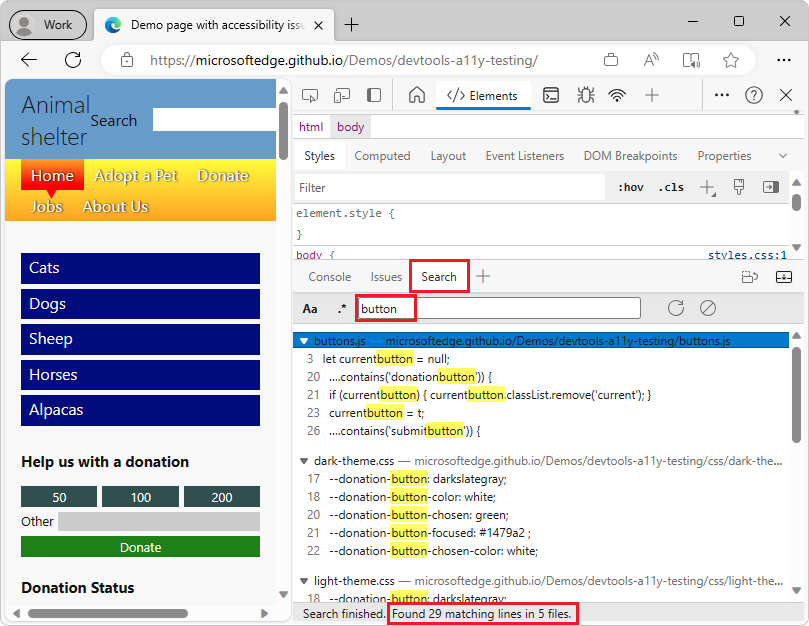 Work
Demo page with accessibility issu
https://microsoftedge.github.io/Demos/devtools-a11y-testing/
Animal
shelter
Search
Home Adopt a Pet Donate
Jobs About Us
Cats
Dogs
Sheep
Horses
Alpacas
Help us with a donation
50 100 200
Other
Donate
Donation Status
Elements
html body
Styles Computed Layout Event Listeners DOM Breakpoints Properties
Filter :hov .cls
element.style {
}
body { styles.css:1
Console Issues Search
Aa .* button
buttons.js — microsoftedge.github.io/Demos/devtools-a11y-testing/buttons.js
3 let currentbutton = null;
20 ....contains('donationbutton')) {
21 if (currentbutton) { currentbutton.classList.remove('current'); }
23 currentbutton = t;
26 ....contains('submitbutton')) {
dark-theme.css — microsoftedge.github.io/Demos/devtools-a11y-testing/css/dark-the...
17 --donation-button: darkslategray;
18 --donation-button-color: white;
20 --donation-button-chosen: green;
21 --donation-button-focused: #1479a2 ;
22 --donation-button-chosen-color: white;
light-theme.css — microsoftedge.github.io/Demos/devtools-a11y-testing/css/light-the...
18 --donation-button: darkslategray;
Search finished. Found 29 matching lines in 5 files.